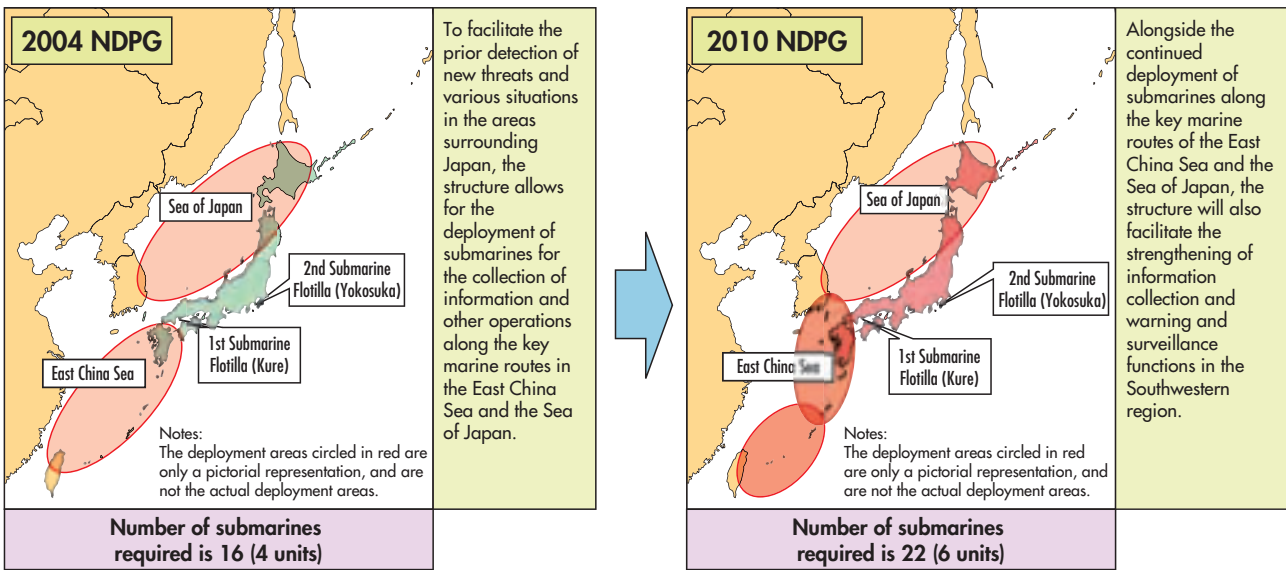 2004 NDPG
Sea of Japan
2nd Submarine
Flotilla (Yokosuka)
1st Submarine
Flotilla (Kure)
East China Sea
Notes:
The deployment areas circled in red are
only a pictorial representation, and are
not the actual deployment areas.
To facilitate the
prior detection of
new threats and
various situations
in the areas
surrounding
Japan, the
structure allows
for the
deployment of
submarines for
the collection of
information and
other operations
along the key
marine routes in
the East China
Sea and the Sea
of Japan.
Number of submarines
required is 16 (4 units)
2010 NDPG
Sea of Japan
2nd Submarine
Flotilla (Yokosuka)
1st Submarine
Flotilla (Kure)
East China Sea
Notes:
The deployment areas circled in red
are only a pictorial representation, and
are not the actual deployment areas.
Alongside the
continued
deployment of
submarines along
the key marine
routes of the East
China Sea and the
Sea of Japan, the
structure will also
facilitate the
strengthening of
information
collection and
warning and
surveillance
functions in the
Southwestern
region.
Number of submarines
required is 22 (6 units)